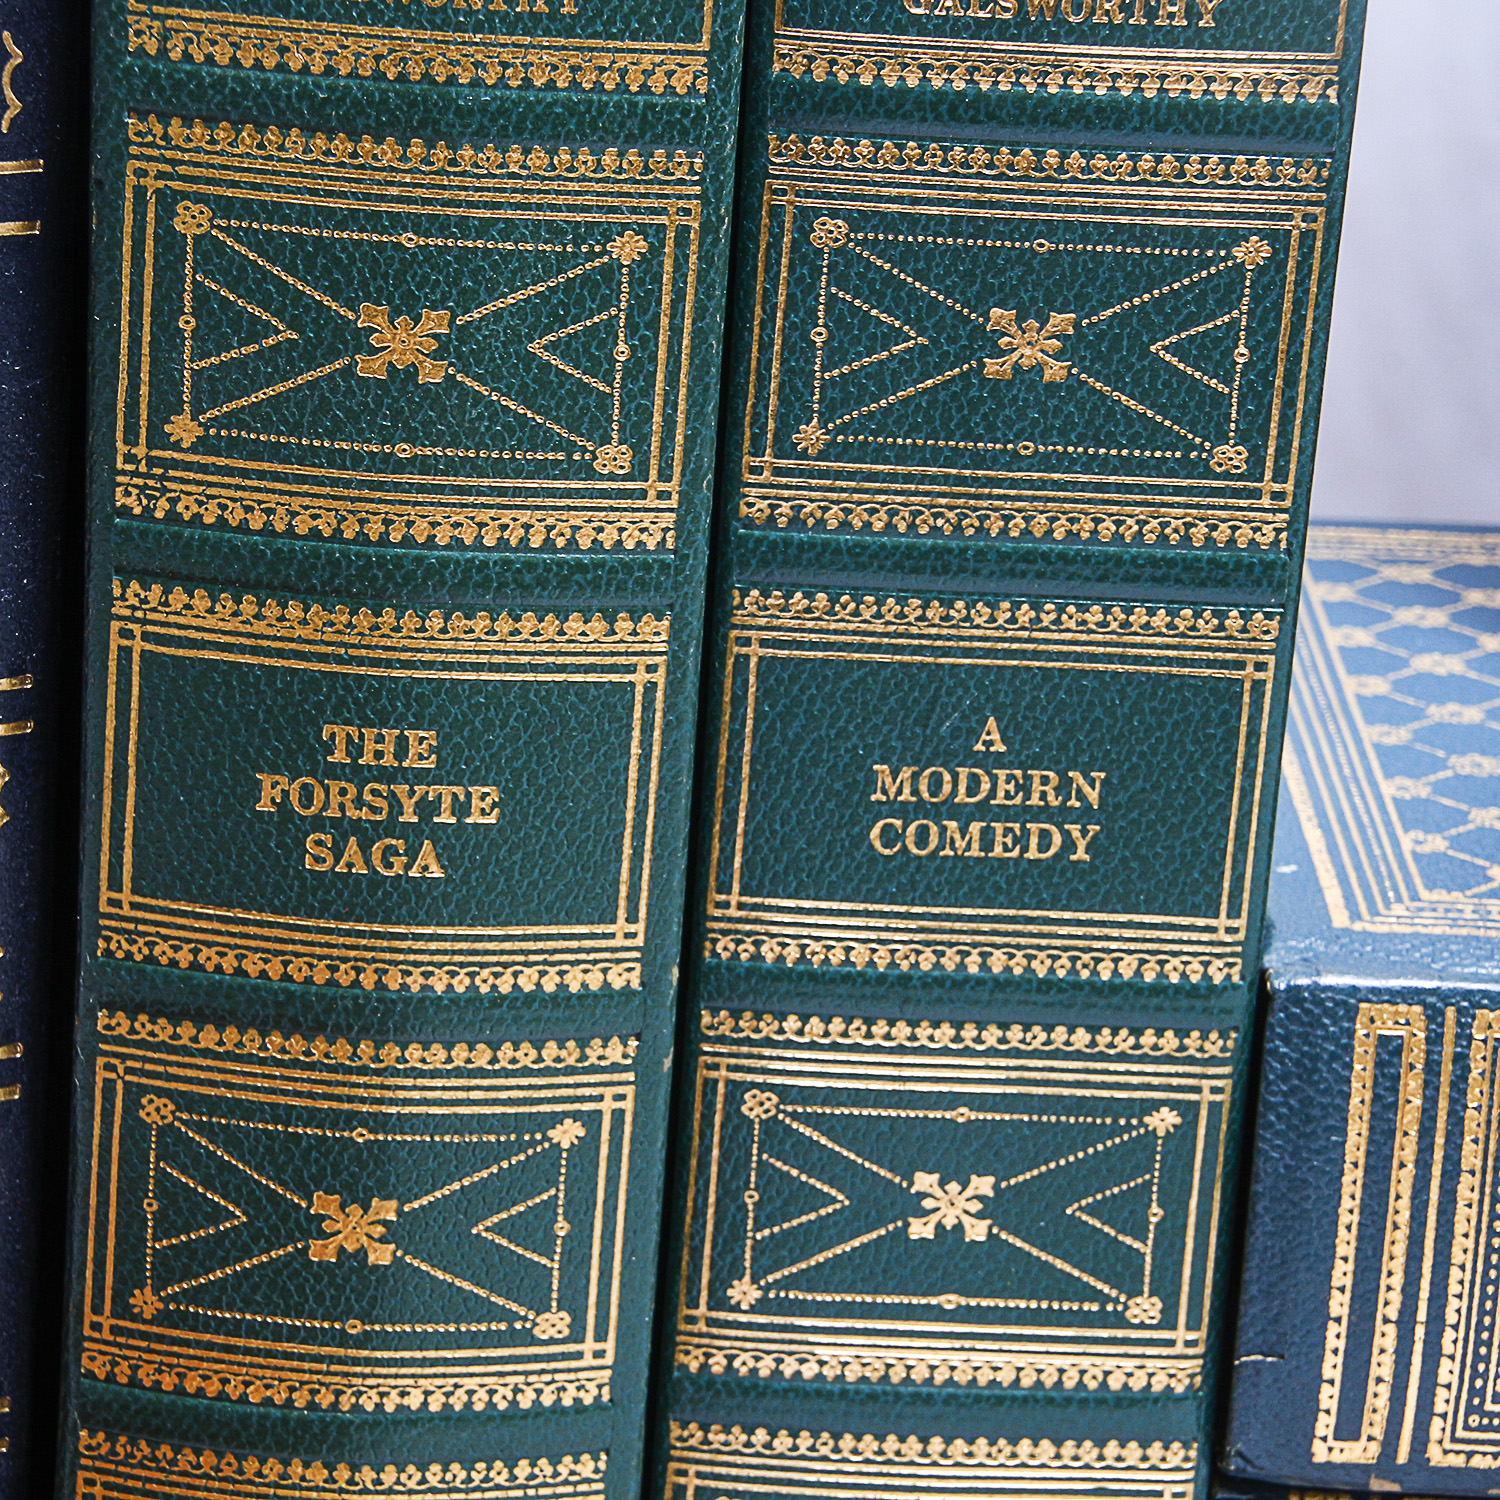 GALSWORTHY
THE
FORSYTE
SAGA
A
MODERN
COMEDY